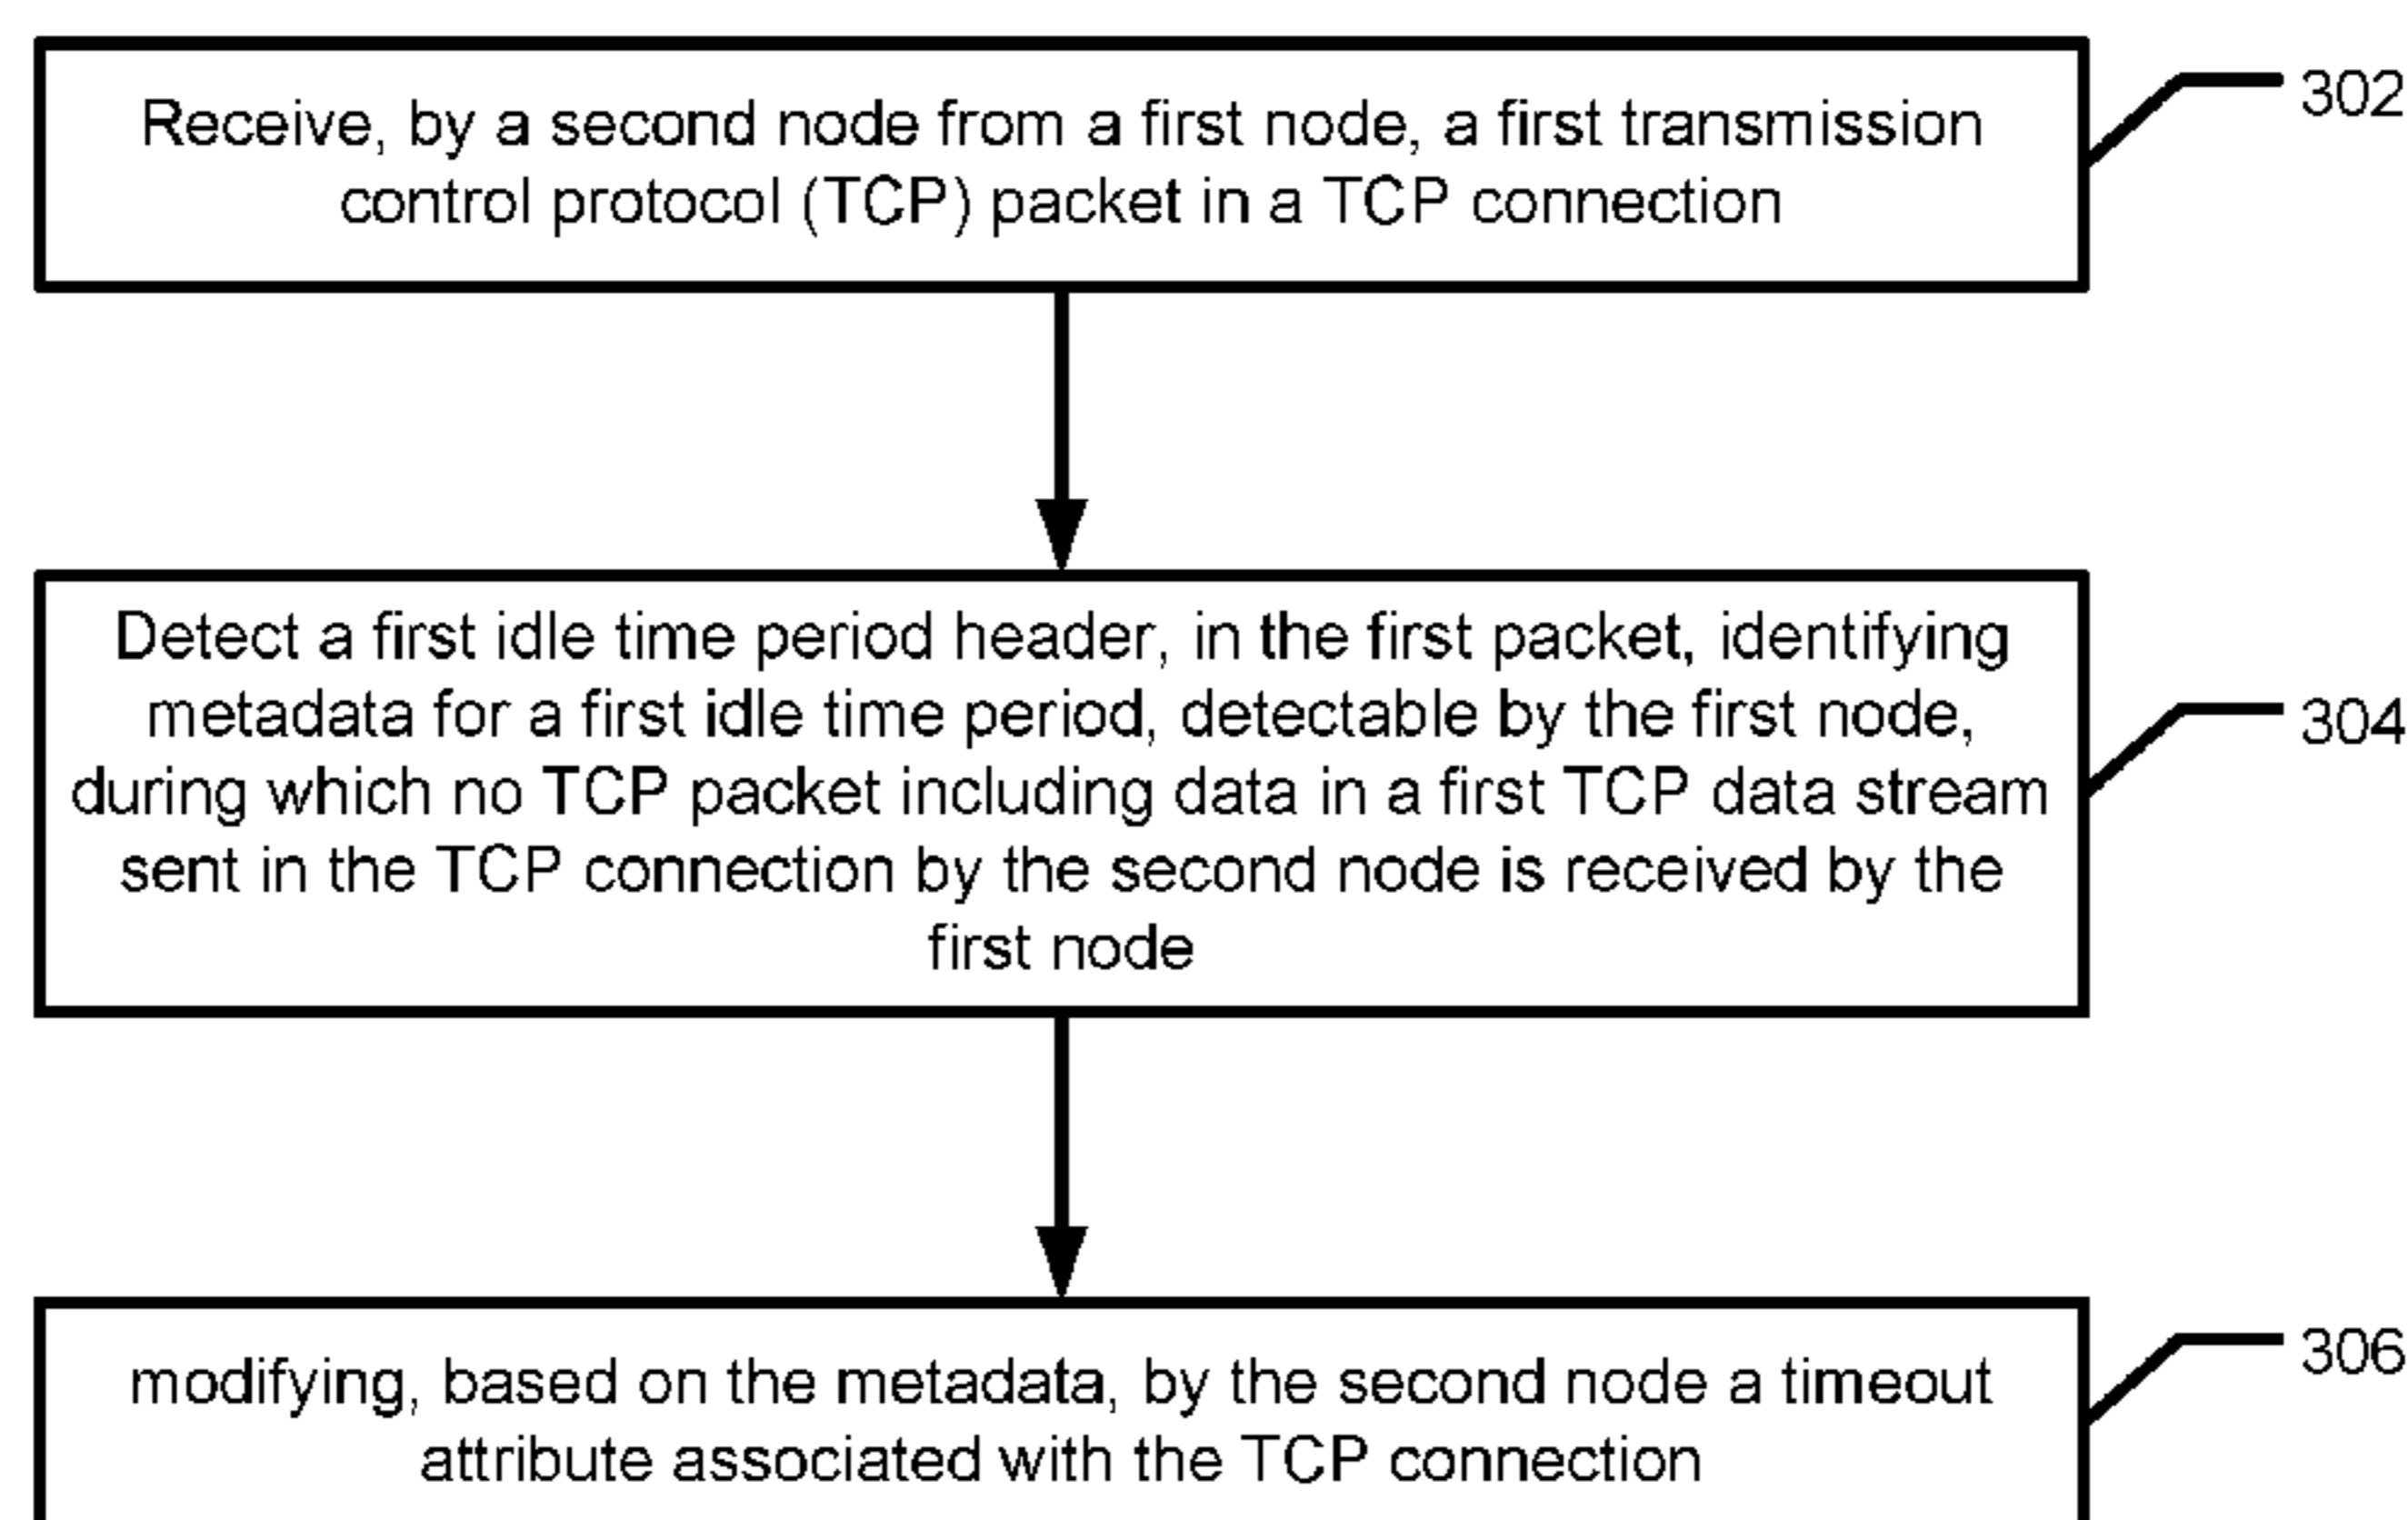 Receive, by a second node from a first node, a first transmission
control protocol (TCP) packet in a TCP connection
302
Detect a first idle time period header, in the first packet, identifying
metadata for a first idle time period, detectable by the first node,
during which no TCP packet including data in a first TCP data stream
sent in the TCP connection by the second node is received by the
first node
304
modifying, based on the metadata, by the second node a timeout
attribute associated with the TCP connection
306